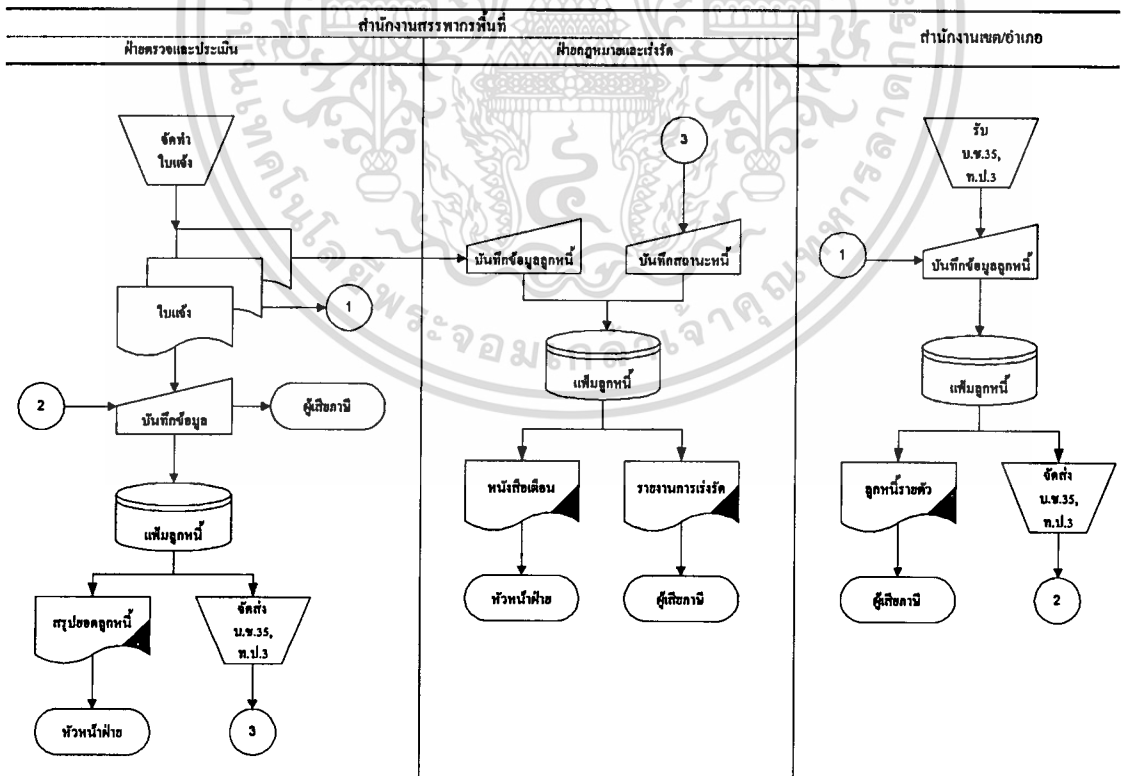 สำนักงานสรรพากรพื้นที่
สำนักงานเขต/อำเภอ
ฝ่ายตรวจและประเมิน
ฝ่ายกฎหมายและเร่งรัด
จัดทำ
ใบแจ้ง
ใบแจ้ง
1
2
บันทึกข้อมูล
ผู้เสียภาษี
แฟ้มลูกหนี้
สรุปยอดลูกหนี้
จัดส่ง
บ.ช.35,
ท.ป.3
หัวหน้าฝ่าย
3
3
บันทึกข้อมูลลูกหนี้
บันทึกสถานะหนี้
แฟ้มลูกหนี้
หนังสือเตือน
รายงานการเร่งรัด
หัวหน้าฝ่าย
ผู้เสียภาษี
รับ
บ.ช.35,
ท.ป.3
1
บันทึกข้อมูลลูกหนี้
แฟ้มลูกหนี้
ลูกหนี้รายตัว
จัดส่ง
บ.ช.35,
ท.ป.3
ผู้เสียภาษี
2